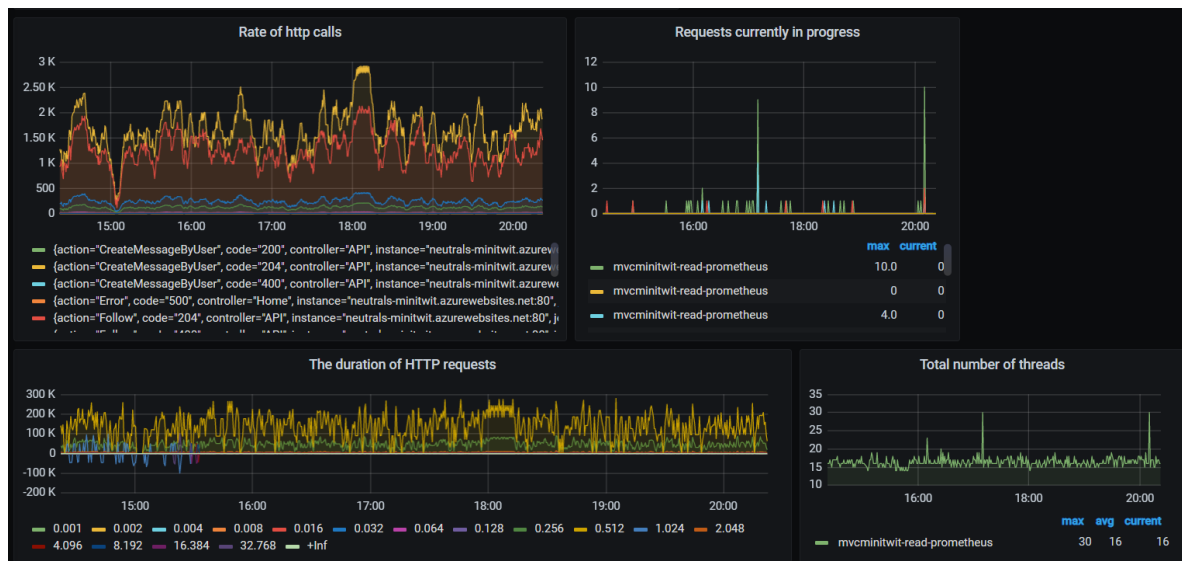 Rate of http calls
3 K
2.50 K
2 K
1.50 K
1 K
500
0
15:00 16:00 17:00 18:00 19:00 20:00
{action="CreateMessageByUser", code="200", controller="API", instance="neutrals-minitwit.azurew
{action="CreateMessageByUser", code="204", controller="API", instance="neutrals-minitwit.azurew
{action="CreateMessageByUser", code="400", controller="API", instance="neutrals-minitwit.azurew
{action="Error", code="500", controller="Home", instance="neutrals-minitwit.azurewebsites.net:80",
{action="Follow", code="204", controller="API", instance="neutrals-minitwit.azurewebsites.net:80", j
Requests currently in progress
12
10
8
6
4
2
0
16:00 18:00 20:00
max current
mvcminitwit-read-prometheus 10.0 0
mvcminitwit-read-prometheus 0 0
mvcminitwit-read-prometheus 4.0 0
The duration of HTTP requests
300 K
200 K
100 K
0
-100 K
-200 K
15:00 16:00 17:00 18:00 19:00 20:00
0.001 0.002 0.004 0.008 0.016 0.032 0.064 0.128 0.256 0.512 1.024 2.048
4.096 8.192 16.384 32.768 +Inf
Total number of threads
35
30
25
20
15
10
16:00 18:00 20:00
max avg current
mvcminitwit-read-prometheus 30 16 16